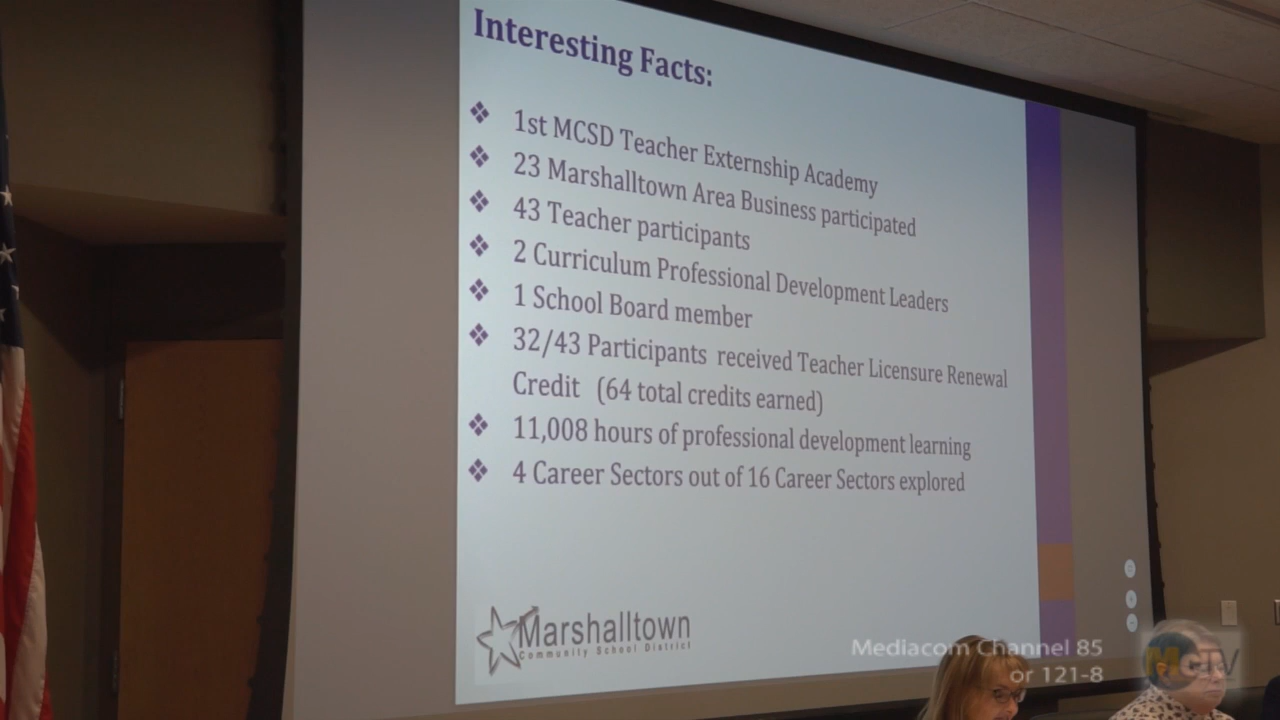 Interesting Facts:
1st MCSD Teacher Externship Academy
23 Marshalltown Area Business participated
43 Teacher participants
2 Curriculum Professional Development Leaders
1 School Board member
32/43 Participants received Teacher Licensure Renewal
Credit (64 total credits earned)
11,008 hours of professional development learning
4 Career Sectors out of 16 Career Sectors explored
Marshalltown
Community School District
Mediacom Channel 85
or 121-8
MGTV